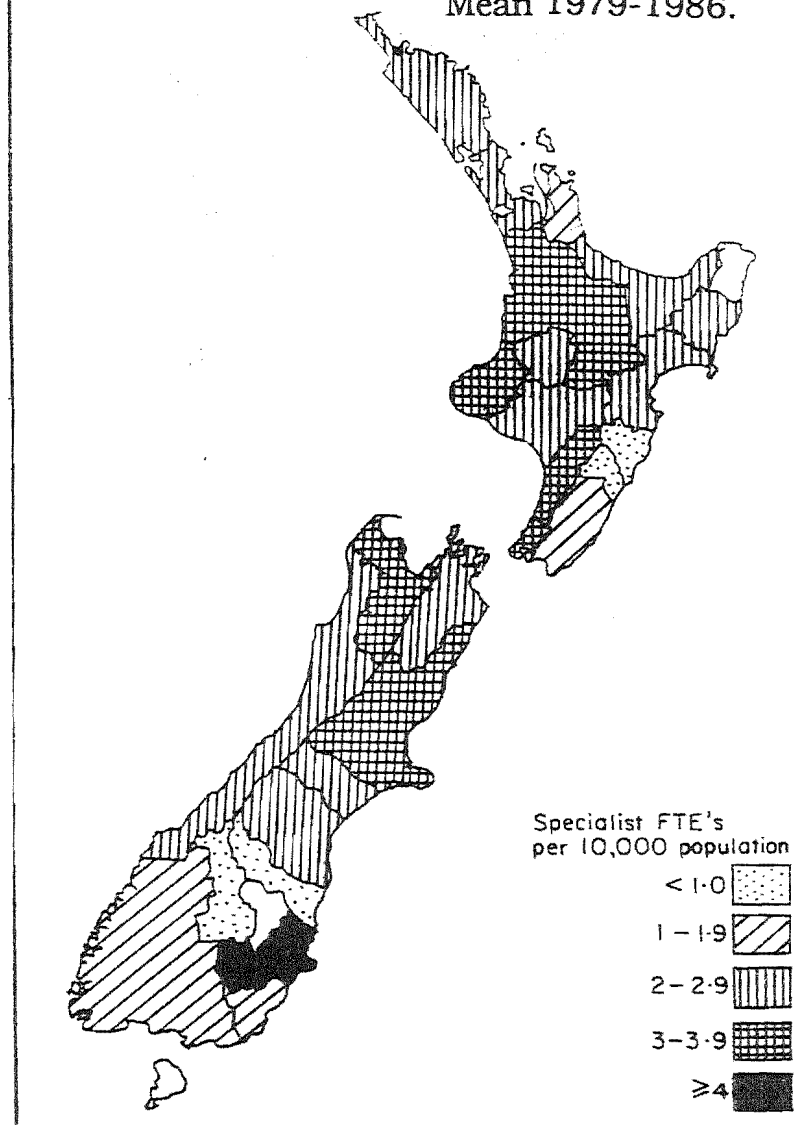 Mean 1979-1986.
Specialist FTE's
per 10,000 population
< 1·0
1 – 1·9
2 – 2·9
3 – 3·9
⩾4